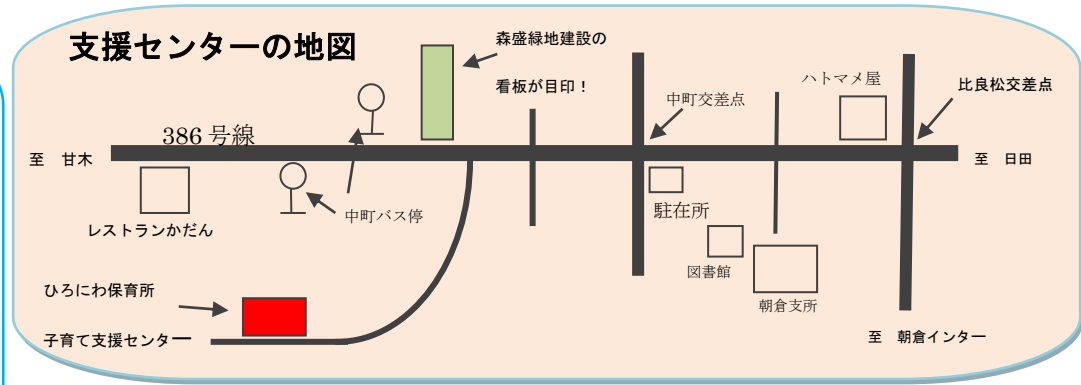 支援センターの地図
森盛緑地建設の
看板が目印！
ハトマメ屋
比良松交差点
中町交差点
386 号線
至　甘木
至　日田
中町バス停
駐在所
レストランかだん
図書館
朝倉支所
ひろにわ保育所
子育て支援センター
至　朝倉インター